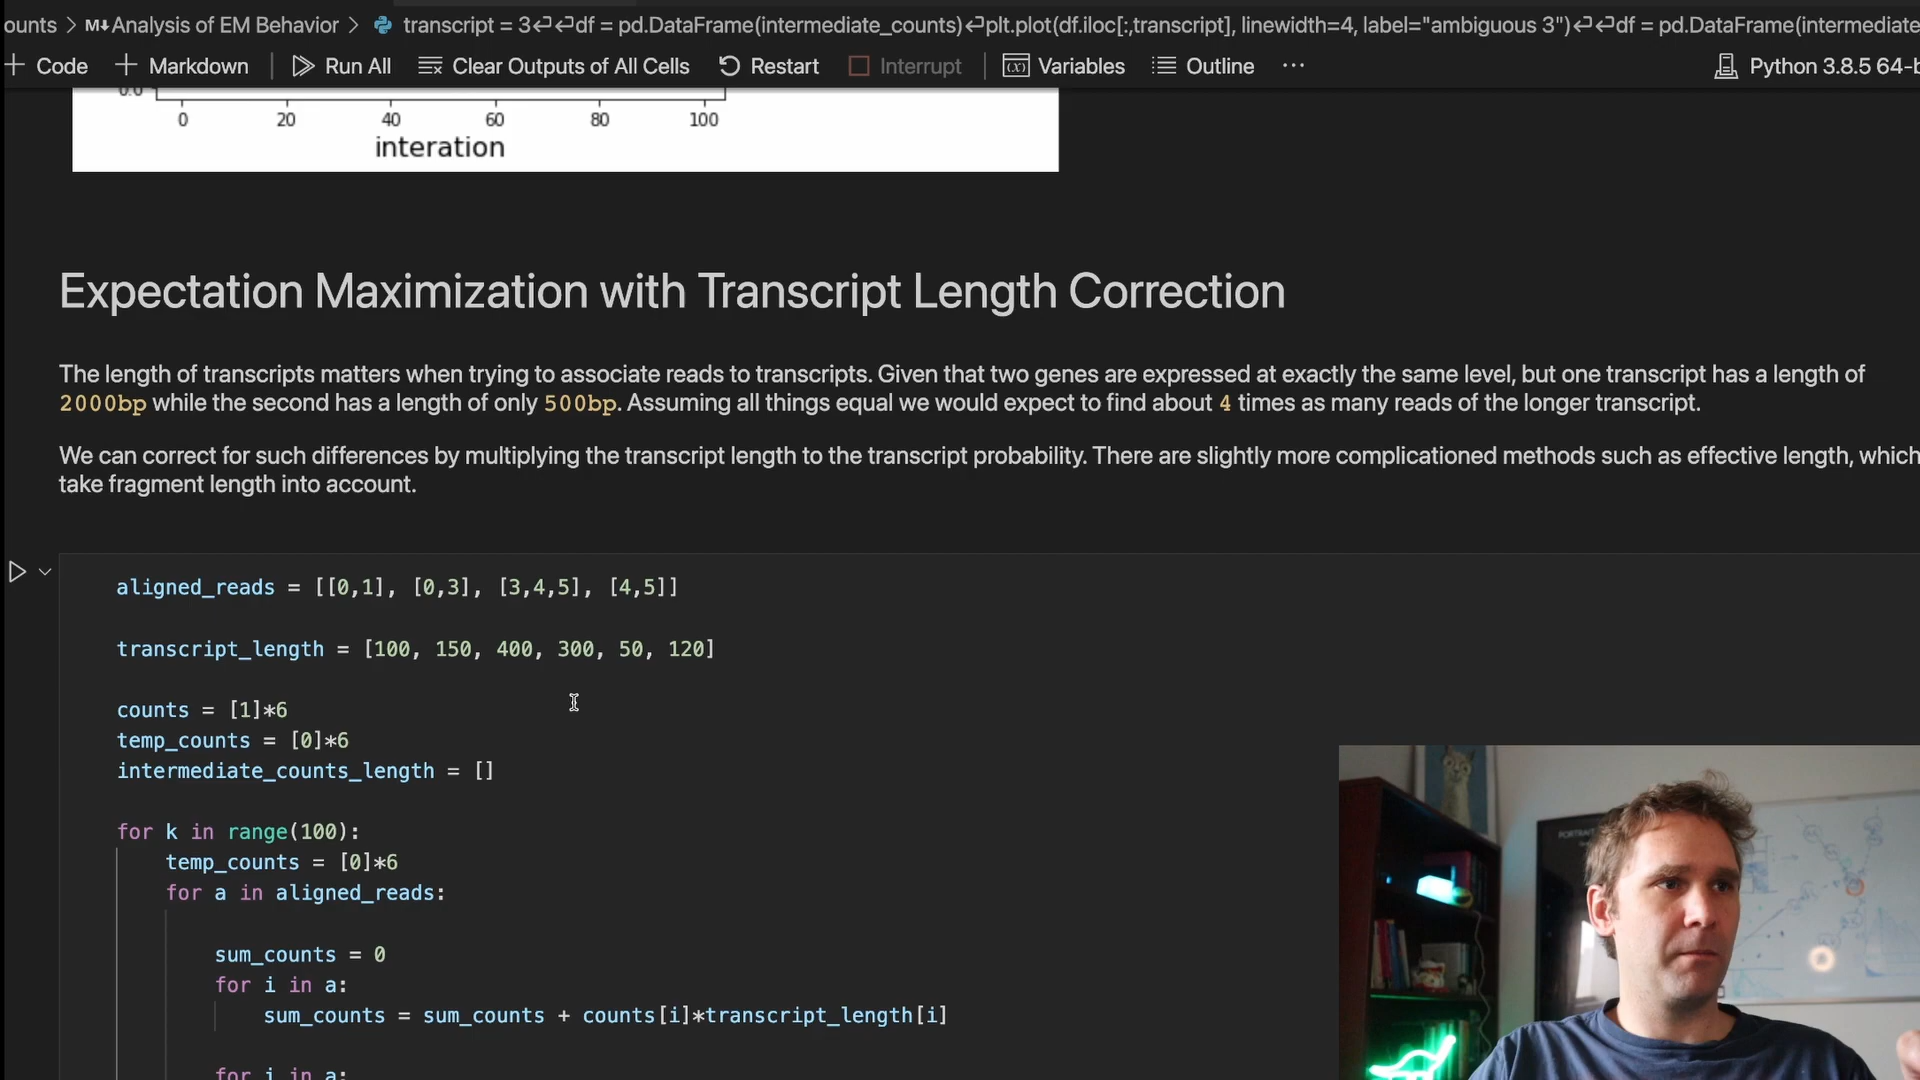 ounts > M↓ Analysis of EM Behavior > transcript = 3↵↵df = pd.DataFrame(intermediate_counts)↵plt.plot(df.iloc[:,transcript], linewidth=4, label="ambiguous 3")↵↵df = pd.DataFrame(intermediate
+ Code + Markdown Run All Clear Outputs of All Cells Restart Interrupt Variables Outline ··· Python 3.8.5 64-b
0.0
0 20 40 60 80 100
interation
Expectation Maximization with Transcript Length Correction
The length of transcripts matters when trying to associate reads to transcripts. Given that two genes are expressed at exactly the same level, but one transcript has a length of
2000bp while the second has a length of only 500bp. Assuming all things equal we would expect to find about 4 times as many reads of the longer transcript.
We can correct for such differences by multiplying the transcript length to the transcript probability. There are slightly more complicationed methods such as effective length, which
take fragment length into account.
aligned_reads = [[0,1], [0,3], [3,4,5], [4,5]]
transcript_length = [100, 150, 400, 300, 50, 120]
counts = [1]*6
temp_counts = [0]*6
intermediate_counts_length = []
for k in range(100):
temp_counts = [0]*6
for a in aligned_reads:
sum_counts = 0
for i in a:
sum_counts = sum_counts + counts[i]*transcript_length[i]
for i in a: